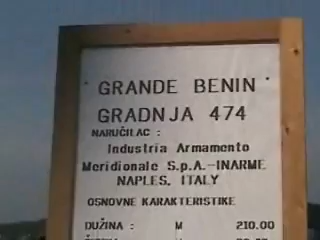 GRANDE BENIN
GRADNJA 474
NARUČILAC :
Industria Armamento
Meridionale S.p.A.-INARME
NAPLES, ITALY
OSNOVNE KARAKTERISTIKE
DUŽINA : M 210.00